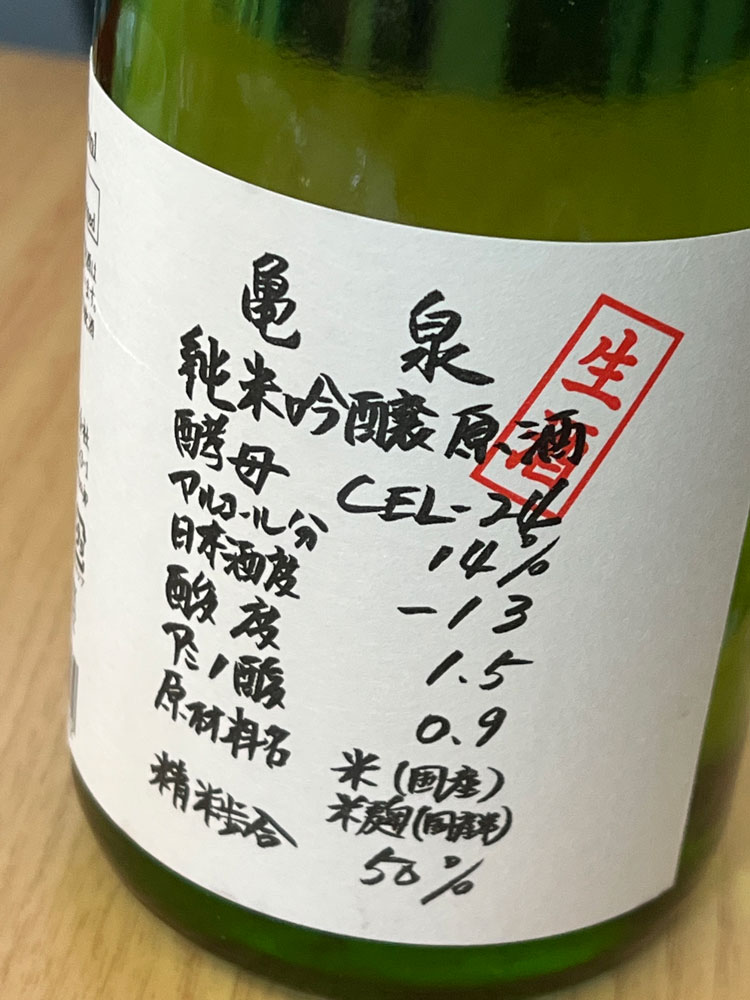 亀泉
生酒
純米吟醸原酒
酵母 CEL-24
アルコール分 14%
日本酒度 -13
酸度 1.5
アミノ酸 0.9
原材料名 米(国産)
米麹(国産米)
精米歩合 50%